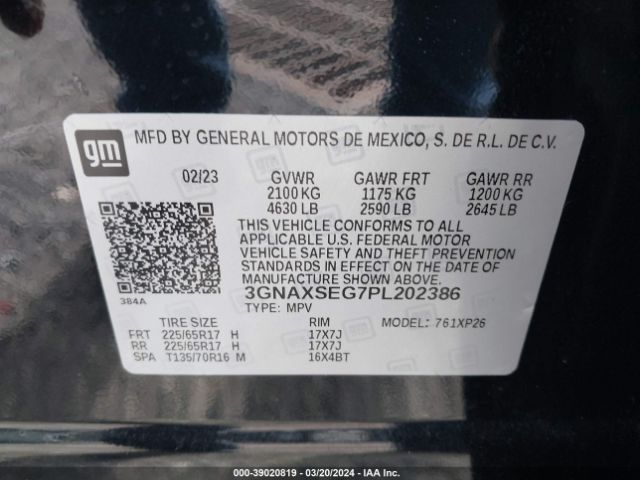 gm
MFD BY GENERAL MOTORS DE MEXICO, S. DE R.L. DE C.V.
02/23 GVWR GAWR FRT GAWR RR
2100 KG 1175 KG 1200 KG
4630 LB 2590 LB 2645 LB
THIS VEHICLE CONFORMS TO ALL
APPLICABLE U.S. FEDERAL MOTOR
VEHICLE SAFETY AND THEFT PREVENTION
STANDARDS IN EFFECT ON THE DATE OF
MANUFACTURE SHOWN ABOVE.
384A 3GNAXSEG7PL202386
TYPE: MPV
TIRE SIZE RIM MODEL: 761XP26
FRT 225/65R17 H 17X7J
RR 225/65R17 H 17X7J
SPA T135/70R16 M 16X4BT
000-39020819 | 03/20/2024 | IAA Inc.